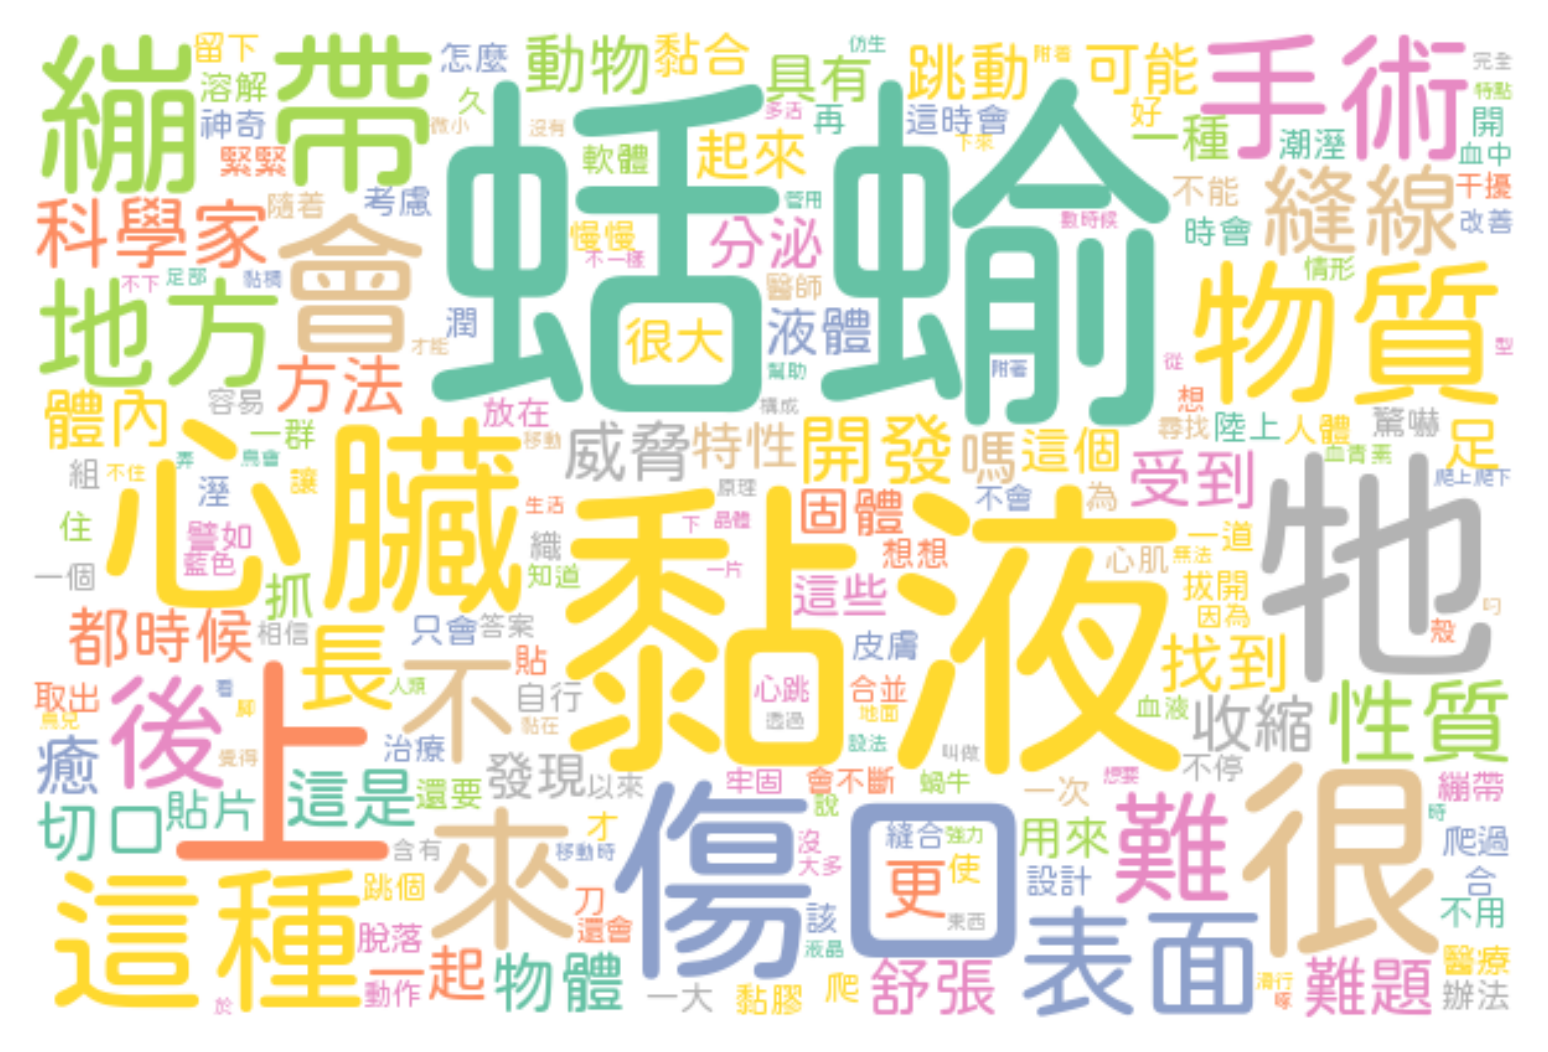 繃帶
留下
怎麼
動物
黏合
仿生
具有
跳動
附著
可能
手術
完全
溶解
神奇
久
微小
沒有
多活
再
這時會
好
一種
下來
潮溼
特點
開
血中
緊緊
蛞蝓
軟體
起來
科學家
隨着
考慮
管用
數時候
不能
縫線
干擾
改善
會
慢慢
不一樣
分泌
時會
不下
足部
黏稠
醫師
情形
地方
潤
很大
液體
物質
才能
幫助
附著
從
型
方法
容易
放在
構成
想
體內
一群
移動
威脅
特性
開發
嗎
這個
尋找
陸上
人體
驚嚇
足
組
不住
弄
鳥會
心臟
原理
受到
血青素
爬上爬下
溼
讓
生活
固體
不會
為
牠
住
譬如
織
下
晶體
想想
一道
藍色
知道
黏液
一片
心肌
無法
一個
抓
這些
拔開
因為
叼
都時候
相信
長
只會
答案
皮膚
找到
殼
取出
後
看
上
人類
不
貼
自行
心跳
合並
鳥兒
腳
黏在
透過
地面
血液
收縮
性質
癒
覺得
治療
設法
叫做
這是
還要
發現
以來
牢固
會不斷
蝸牛
不停
想要
一次
很
繃帶
切口
貼片
才
傷口
說
縫合
強力
用來
難
時
爬過
含有
來
移動時
沒
大多
更
使
設計
合
這種
跳個
刀
還會
該
東西
表面
不用
脫落
液晶
一起
物體
動作
一大
黏膠
爬
舒張
滑行
啄
難題
醫療
辦法
於